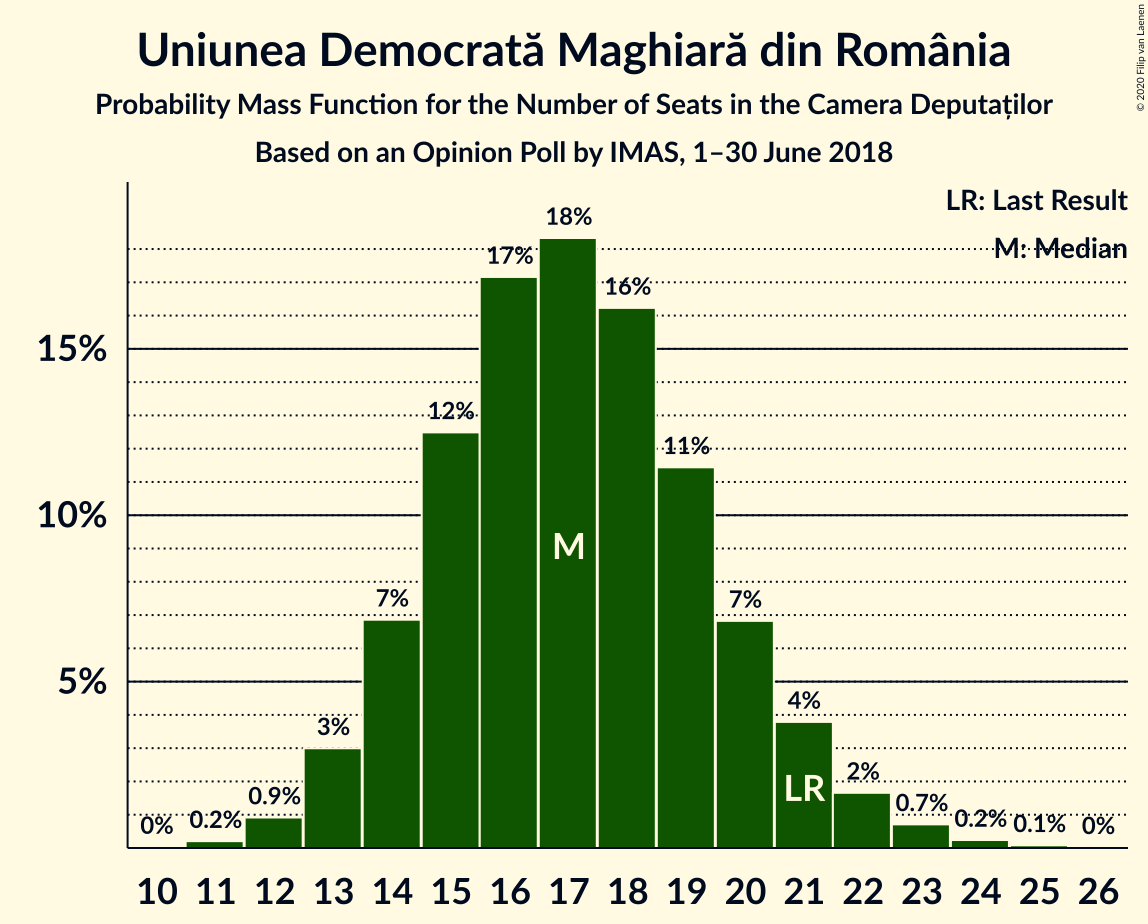 Uniunea Democrată Maghiară din România
Probability Mass Function for the Number of Seats in the Camera Deputaților
Based on an Opinion Poll by IMAS, 1–30 June 2018
© 2020 Filip van Laenen
LR: Last Result
M: Median
15%
10%
5%
0%
0.2%
0.9%
3%
7%
12%
17%
18%
16%
11%
7%
4%
2%
0.7%
0.2%
0.1%
0%
M
LR
10 11 12 13 14 15 16 17 18 19 20 21 22 23 24 25 26